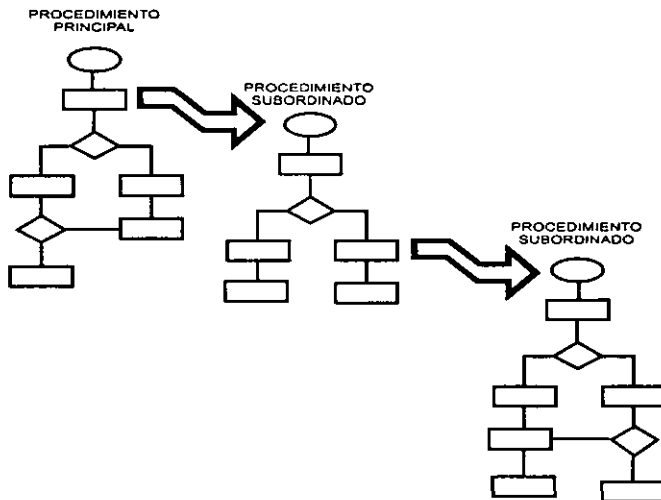 PROCEDIMIENTO
PRINCIPAL
PROCEDIMIENTO
SUBORDINADO
PROCEDIMIENTO
SUBORDINADO